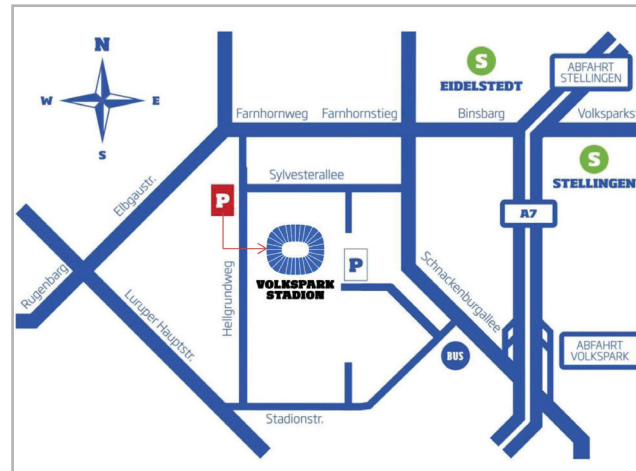 N
W
E
S
S
EIDELSTEDT
ABFAHRT
STELLINGEN
Farnhornweg
Farnhornstieg
Binsbarg
Volksparkst
S
STELLINGEN
Elbgaustr.
Sylvesterallee
P
A7
VOLKSPARK
STADION
P
Schnackenburgallee
Rugenbarg
Luruper Hauptstr.
Hellgrundweg
BUS
ABFAHRT
VOLKSPARK
Stadionstr.